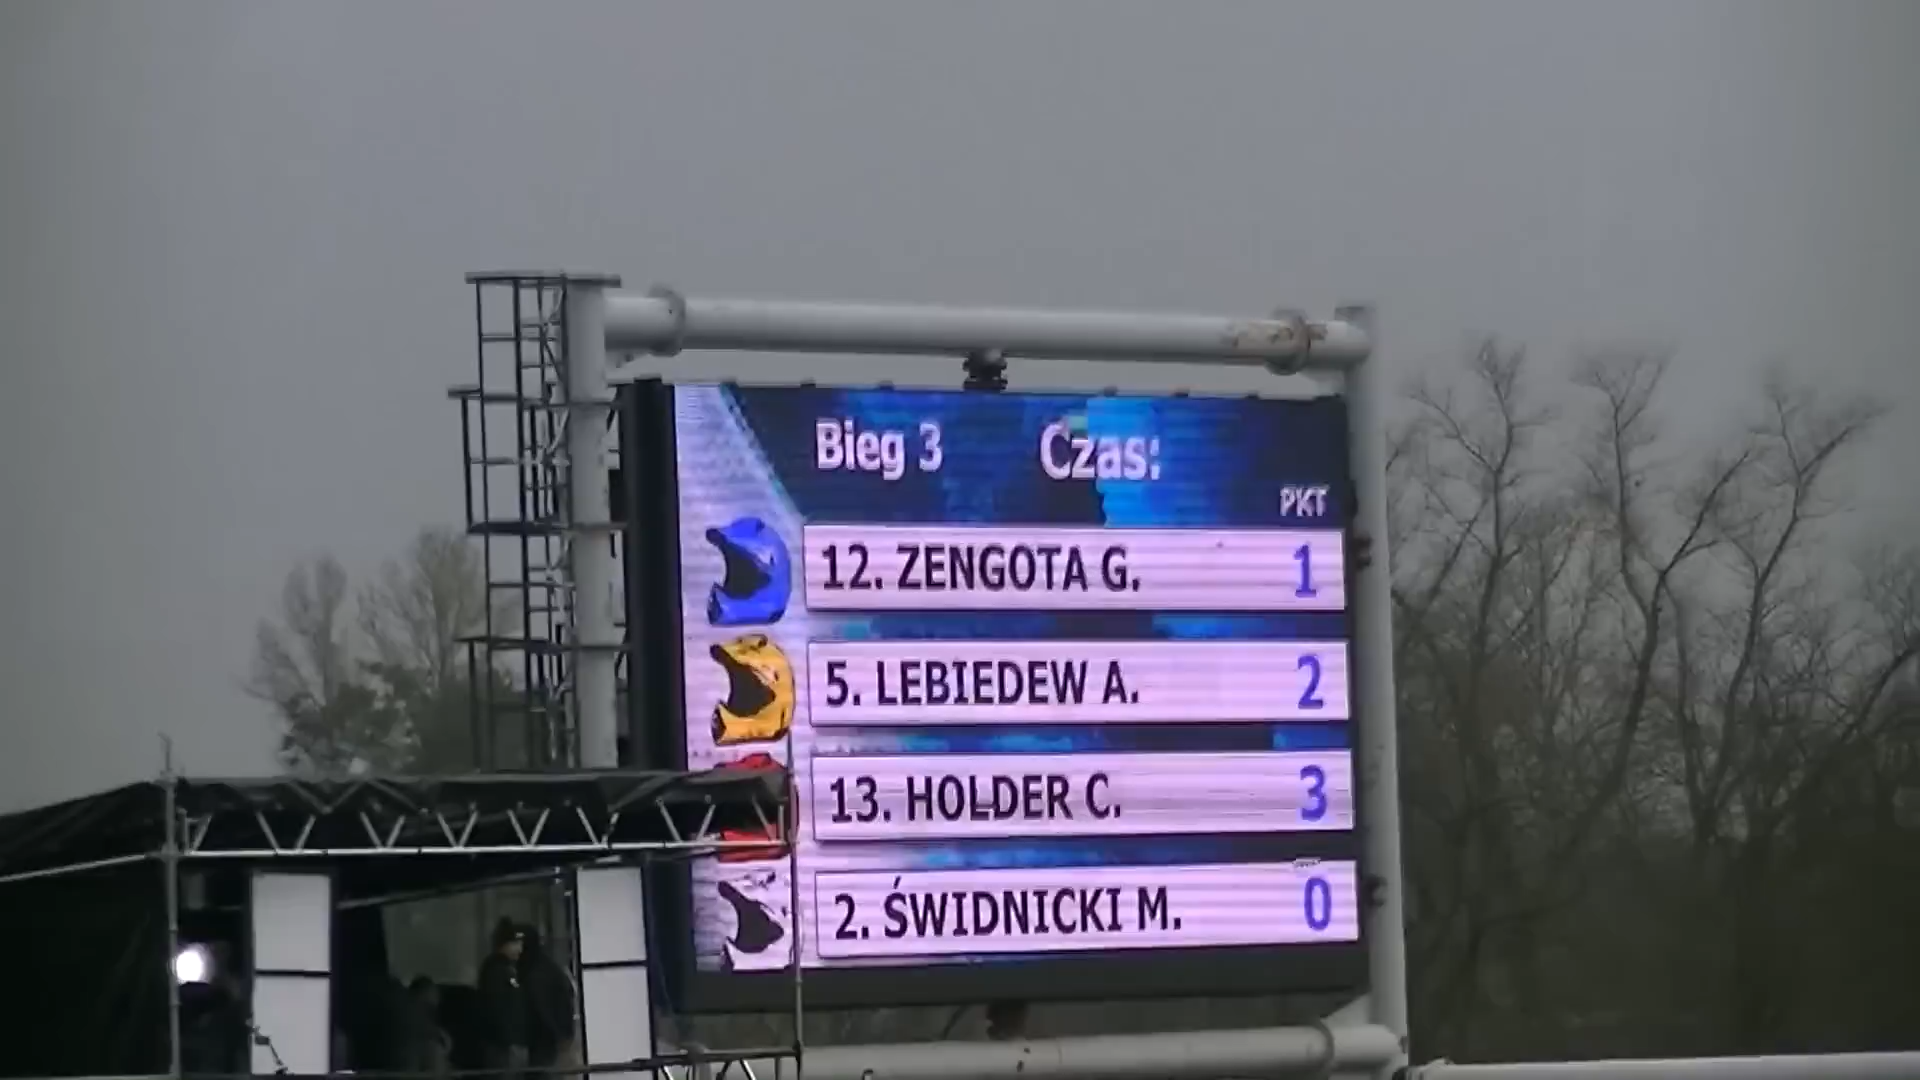 Bieg 3 Czas:
PKT
12. ZENGOTA G. 1
5. LEBIEDEW A. 2
13. HOLDER C. 3
2. ŚWIDNICKI M. 0